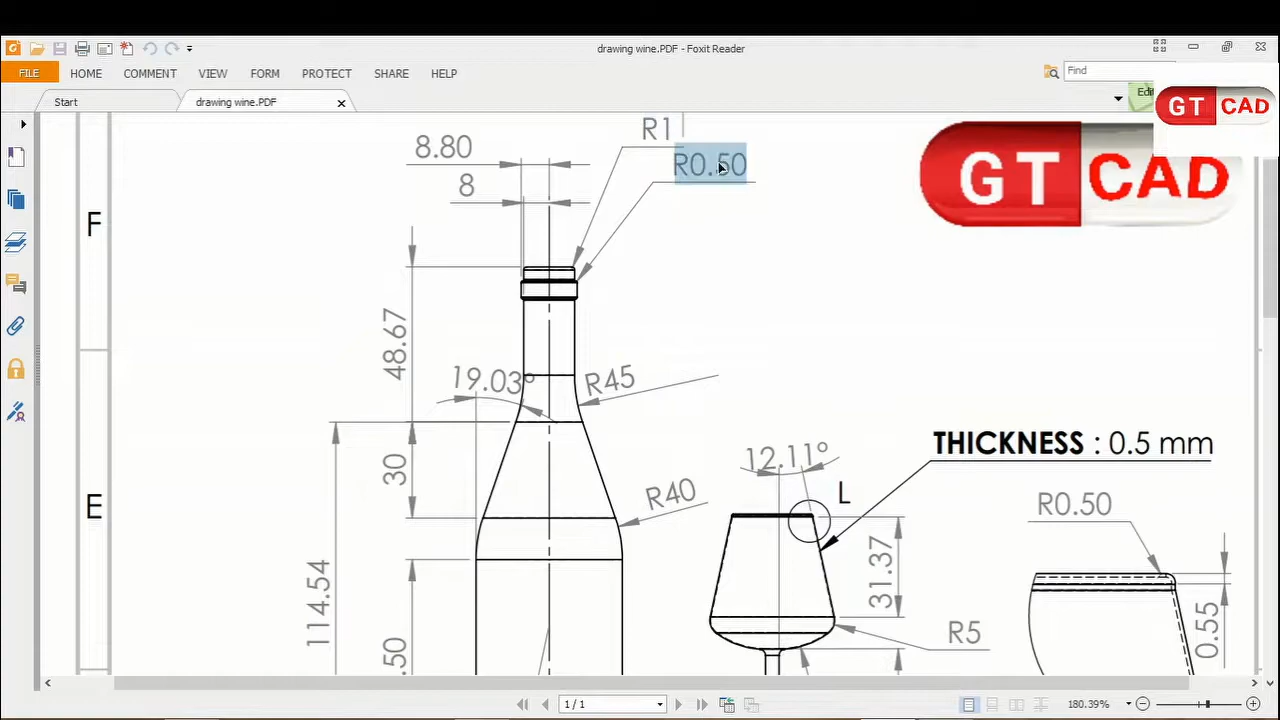 drawing wine.PDF - Foxit Reader
FILE HOME COMMENT VIEW FORM PROTECT SHARE HELP
Find
Start
drawing wine.PDF
Edit
GT CAD
GT CAD
8.80
R1
R0.50
8
F
48.67
19.03°
R45
THICKNESS : 0.5 mm
12.11°
L
30
R40
E
R0.50
31.37
114.54
R5
0.55
.50
1 / 1
180.39%